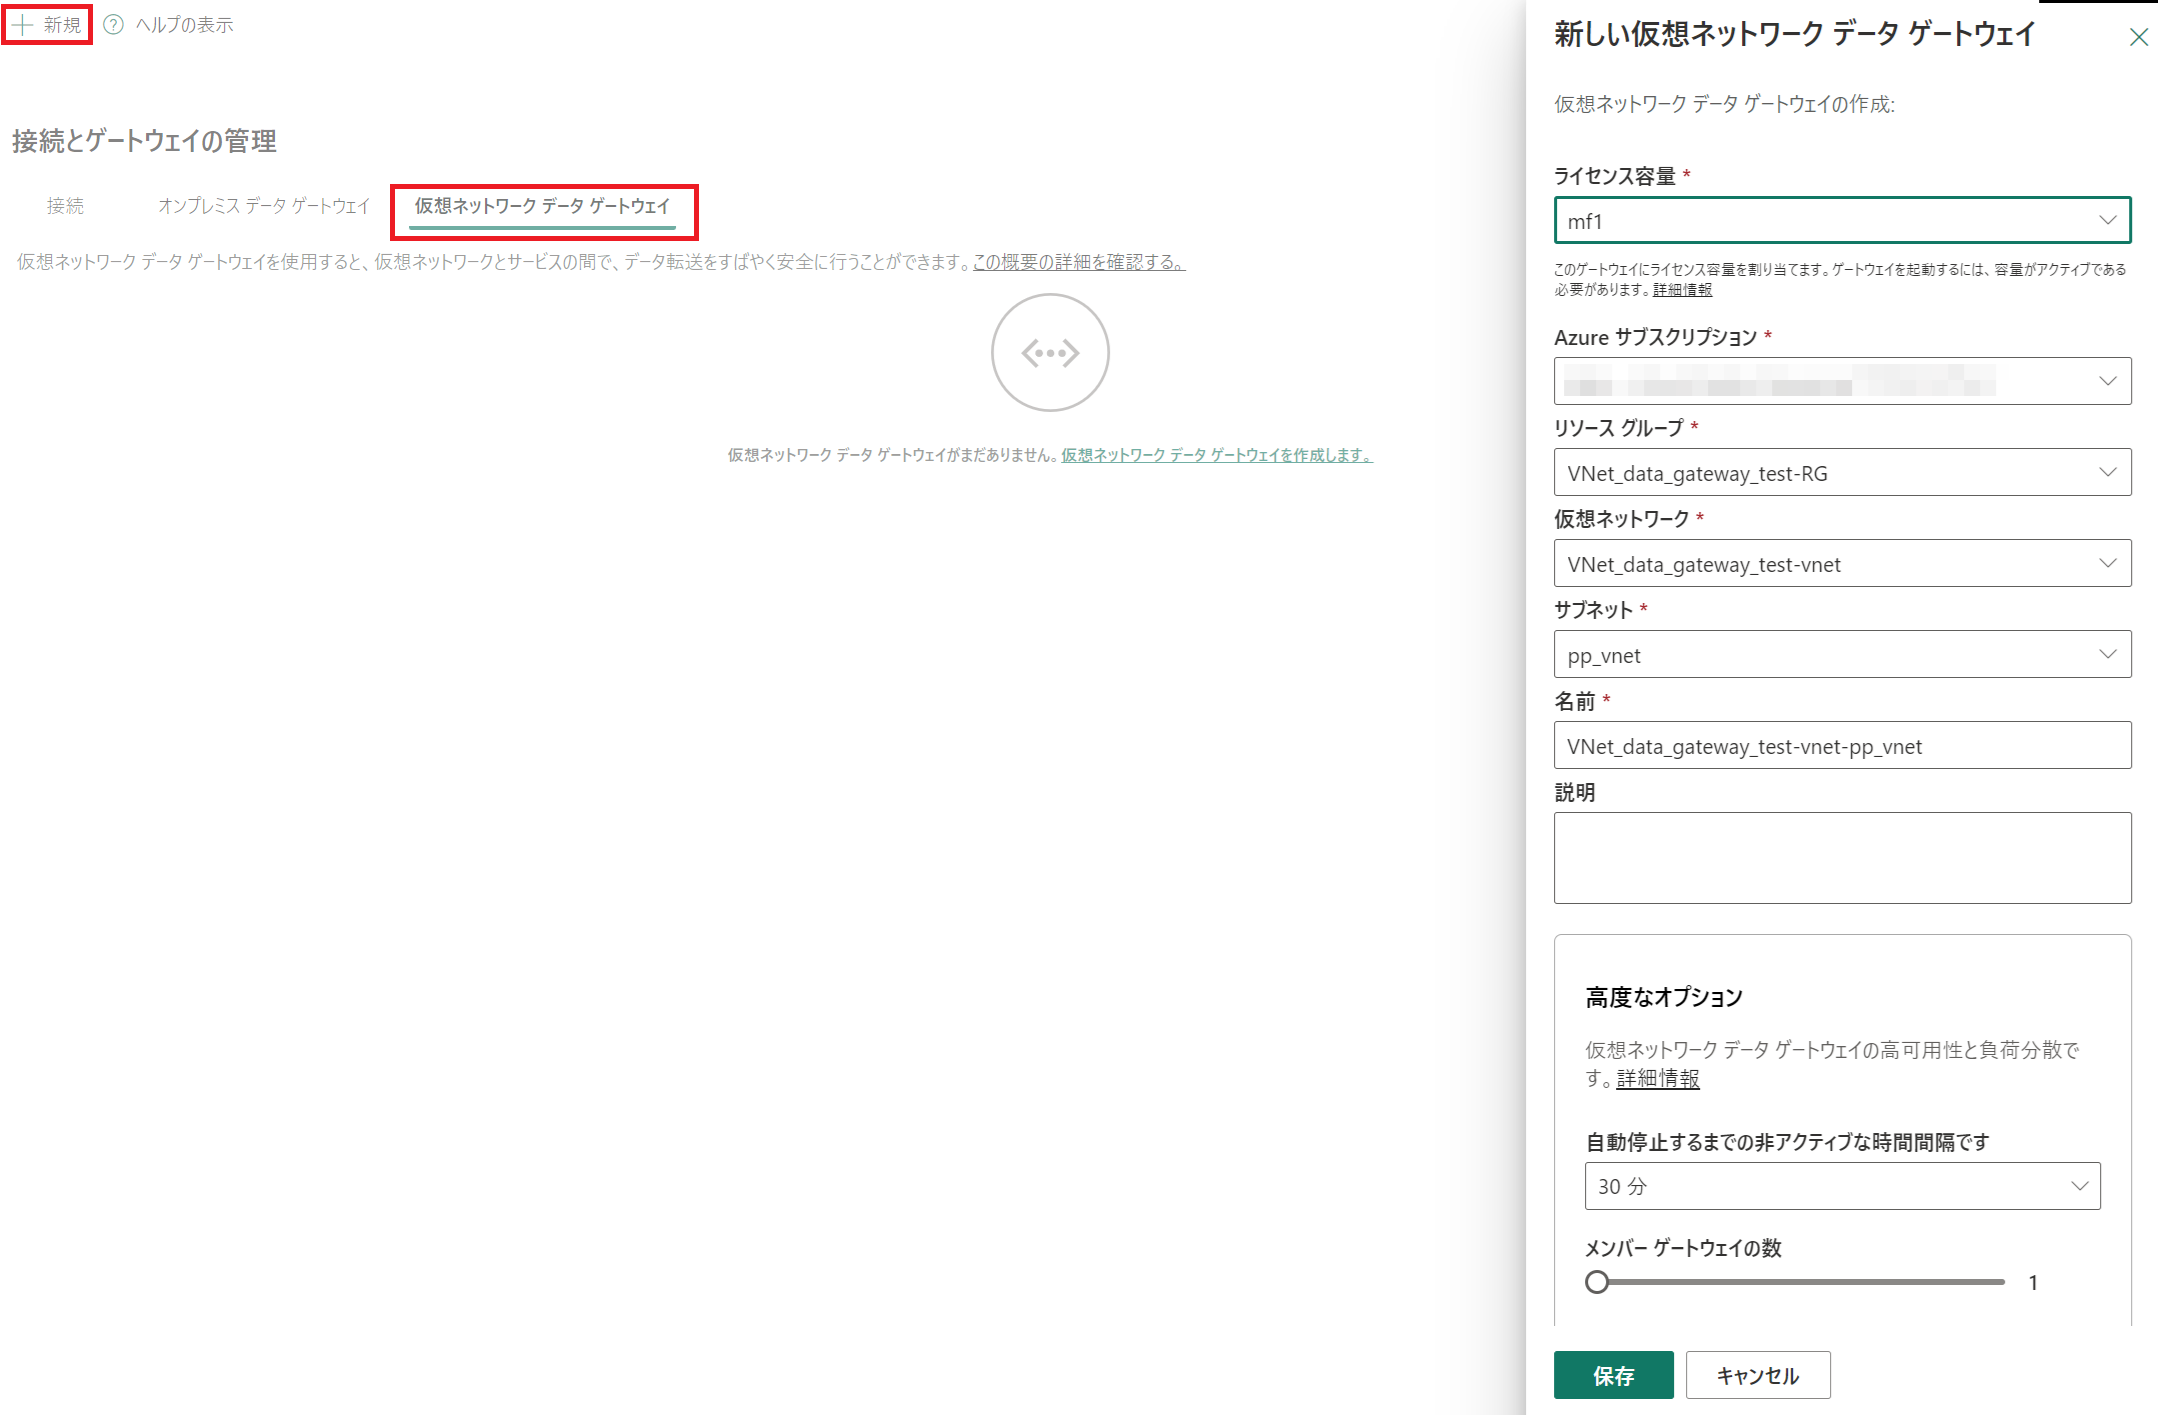 新規 ヘルプの表示
接続とゲートウェイの管理
接続 オンプレミス データ ゲートウェイ 仮想ネットワーク データ ゲートウェイ
仮想ネットワーク データ ゲートウェイを使用すると、仮想ネットワークとサービスの間で、データ転送をすばやく安全に行うことができます。この概要の詳細を確認する。
仮想ネットワーク データ ゲートウェイがまだありません。仮想ネットワーク データ ゲートウェイを作成します。
新しい仮想ネットワーク データ ゲートウェイ
仮想ネットワーク データ ゲートウェイの作成:
ライセンス容量 *
mf1
このゲートウェイにライセンス容量を割り当てます。ゲートウェイを起動するには、容量がアクティブである
必要があります。詳細情報
Azure サブスクリプション *
リソース グループ *
VNet_data_gateway_test-RG
仮想ネットワーク *
VNet_data_gateway_test-vnet
サブネット *
pp_vnet
名前 *
VNet_data_gateway_test-vnet-pp_vnet
説明
高度なオプション
仮想ネットワーク データ ゲートウェイの高可用性と負荷分散で
す。詳細情報
自動停止するまでの非アクティブな時間間隔です
30 分
メンバー ゲートウェイの数
1
保存 キャンセル